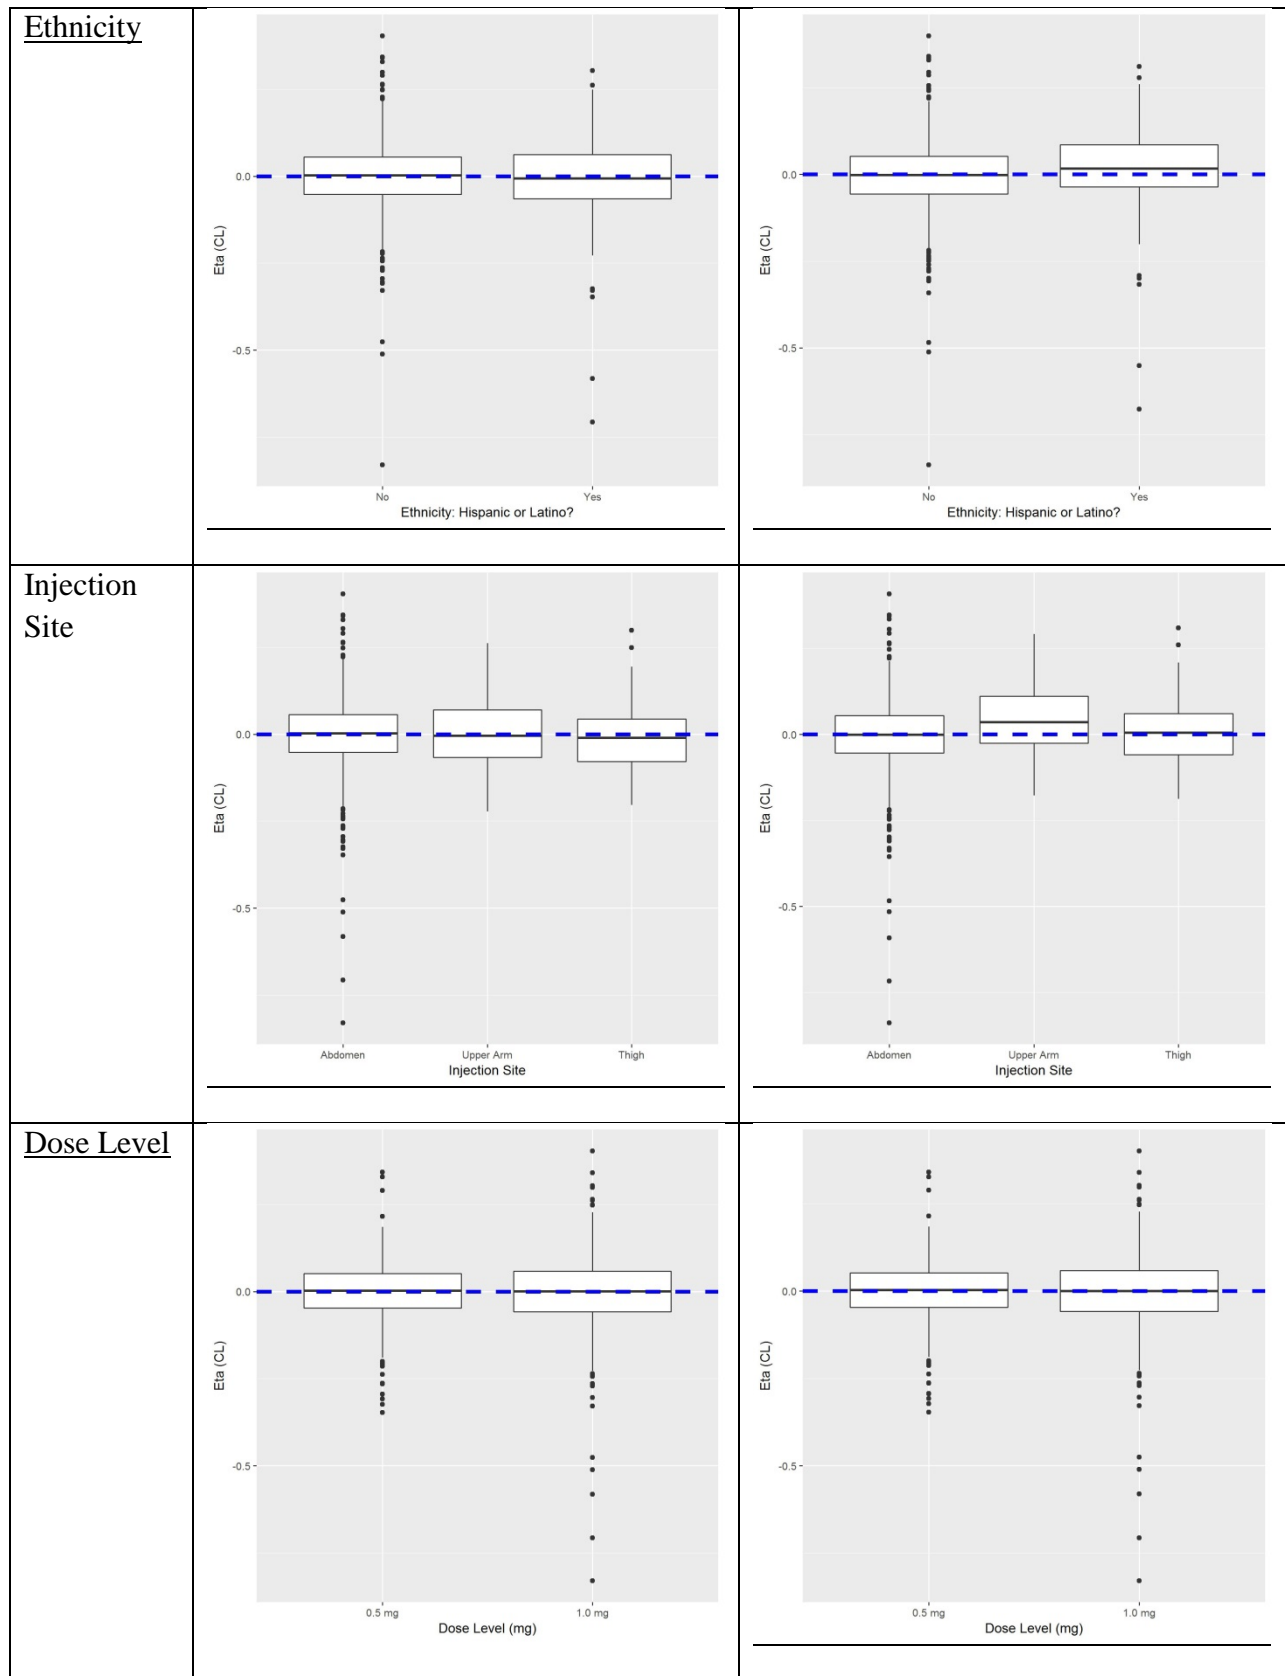 Ethnicity
0.0
-0.5
Eta (CL)
No
Yes
Ethnicity: Hispanic or Latino?
0.0
-0.5
Eta (CL)
No
Yes
Ethnicity: Hispanic or Latino?
Injection
Site
0.0
-0.5
Eta (CL)
Abdomen
Upper Arm
Thigh
Injection Site
0.0
-0.5
Eta (CL)
Abdomen
Upper Arm
Thigh
Injection Site
Dose Level
0.0
-0.5
Eta (CL)
0.5 mg
1.0 mg
Dose Level (mg)
0.0
-0.5
Eta (CL)
0.5 mg
1.0 mg
Dose Level (mg)